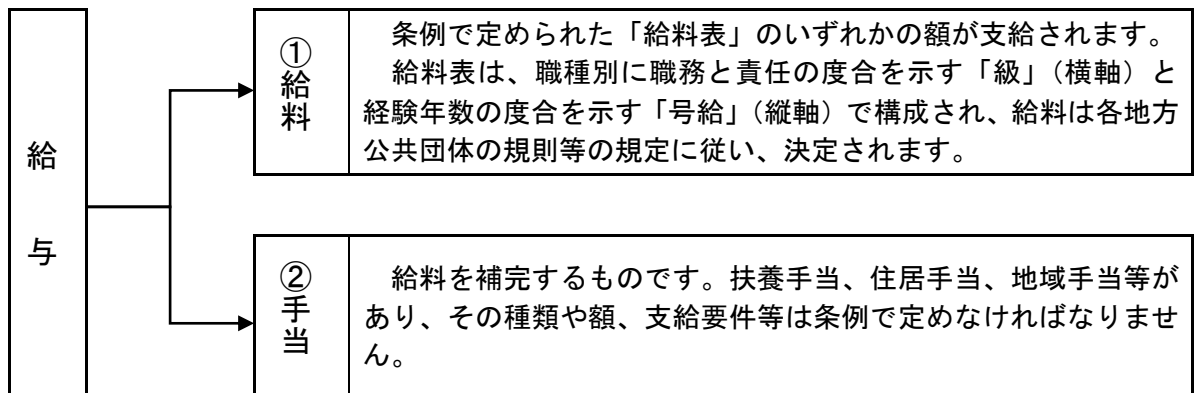 給与
①給料
　条例で定められた「給料表」のいずれかの額が支給されます。
　給料表は、職種別に職務と責任の度合を示す「級」（横軸）と
経験年数の度合を示す「号給」（縦軸）で構成され、給料は各地方
公共団体の規則等の規定に従い、決定されます。
②手当
　給料を補完するものです。扶養手当、住居手当、地域手当等が
あり、その種類や額、支給要件等は条例で定めなければなりませ
ん。